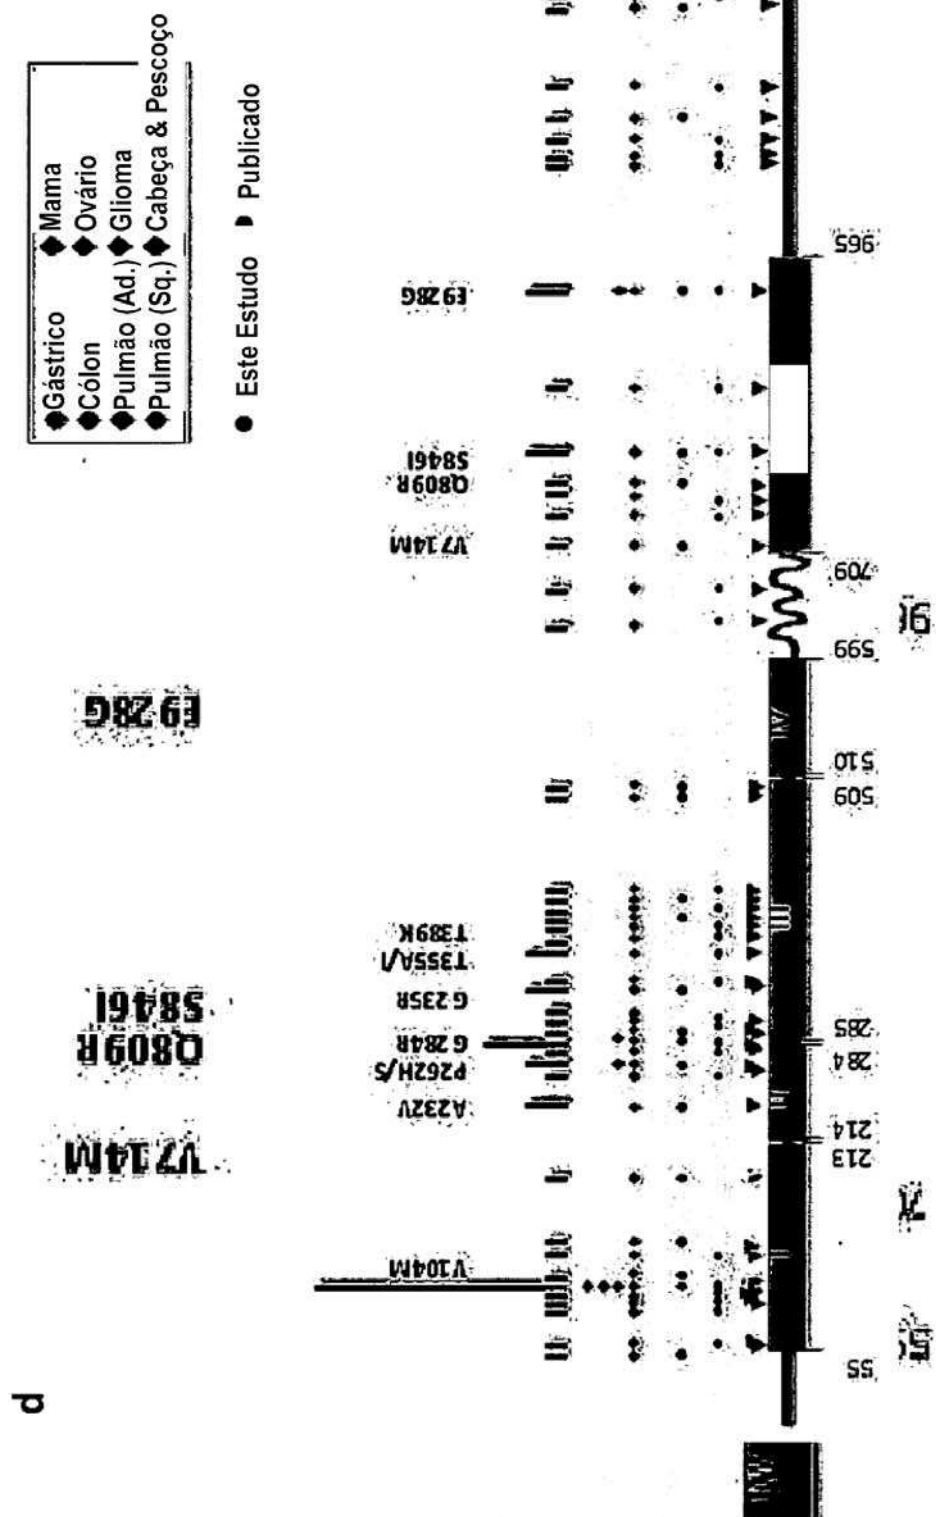 d
Gástrico Mama
Cólon Ovário
Pulmão (Ad.) Glioma
Pulmão (Sq.) Cabeça & Pescoço
Este Estudo Publicado
V714M
Q809R
S846I
E928G
V104M
A232V
P262H/S
G284R
G235R
T355A/I
T389K
V714M
Q809R
S846I
E928G
55
213
214
284
285
509
510
599
709
965